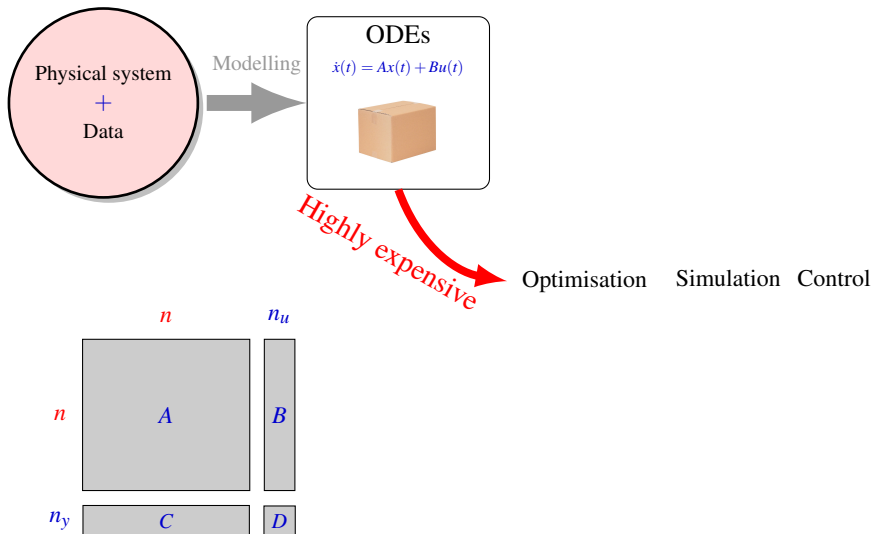 Physical system
+
Data
Modelling
ODEs
ẋ(t) = Ax(t) + Bu(t)
Highly expensive
Optimisation Simulation Control
n n_u
n A B
n_y C D